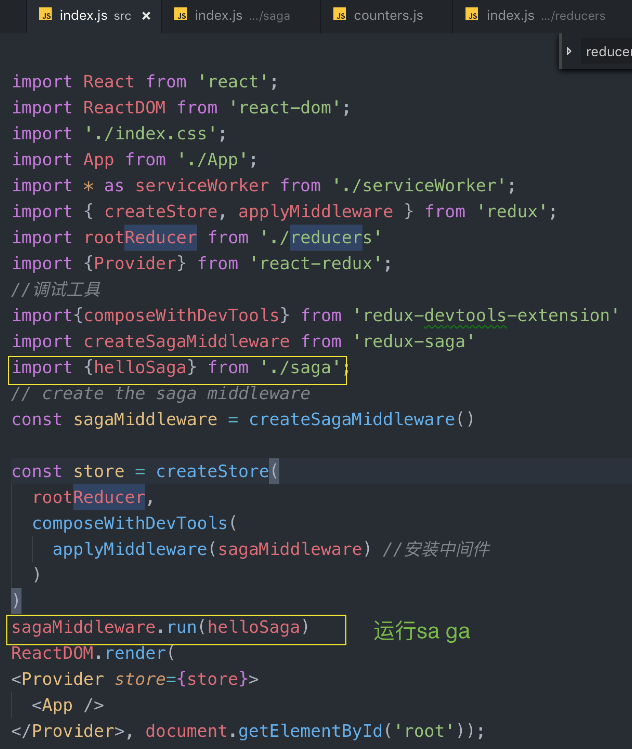 JS index.js src × JS index.js .../saga JS counters.js JS index.js .../reducers
import React from 'react';
import ReactDOM from 'react-dom';
import './index.css';
import App from './App';
import * as serviceWorker from './serviceWorker';
import { createStore, applyMiddleware } from 'redux';
import rootReducer from './reducers'
import {Provider} from 'react-redux';
//调试工具
import{composeWithDevTools} from 'redux-devtools-extension'
import createSagaMiddleware from 'redux-saga'
import {helloSaga} from './saga';
// create the saga middleware
const sagaMiddleware = createSagaMiddleware()
const store = createStore(
rootReducer,
composeWithDevTools(
applyMiddleware(sagaMiddleware) //安装中间件
)
)
sagaMiddleware.run(helloSaga) 运行sa ga
ReactDOM.render(
<Provider store={store}>
<App />
</Provider>, document.getElementById('root'));